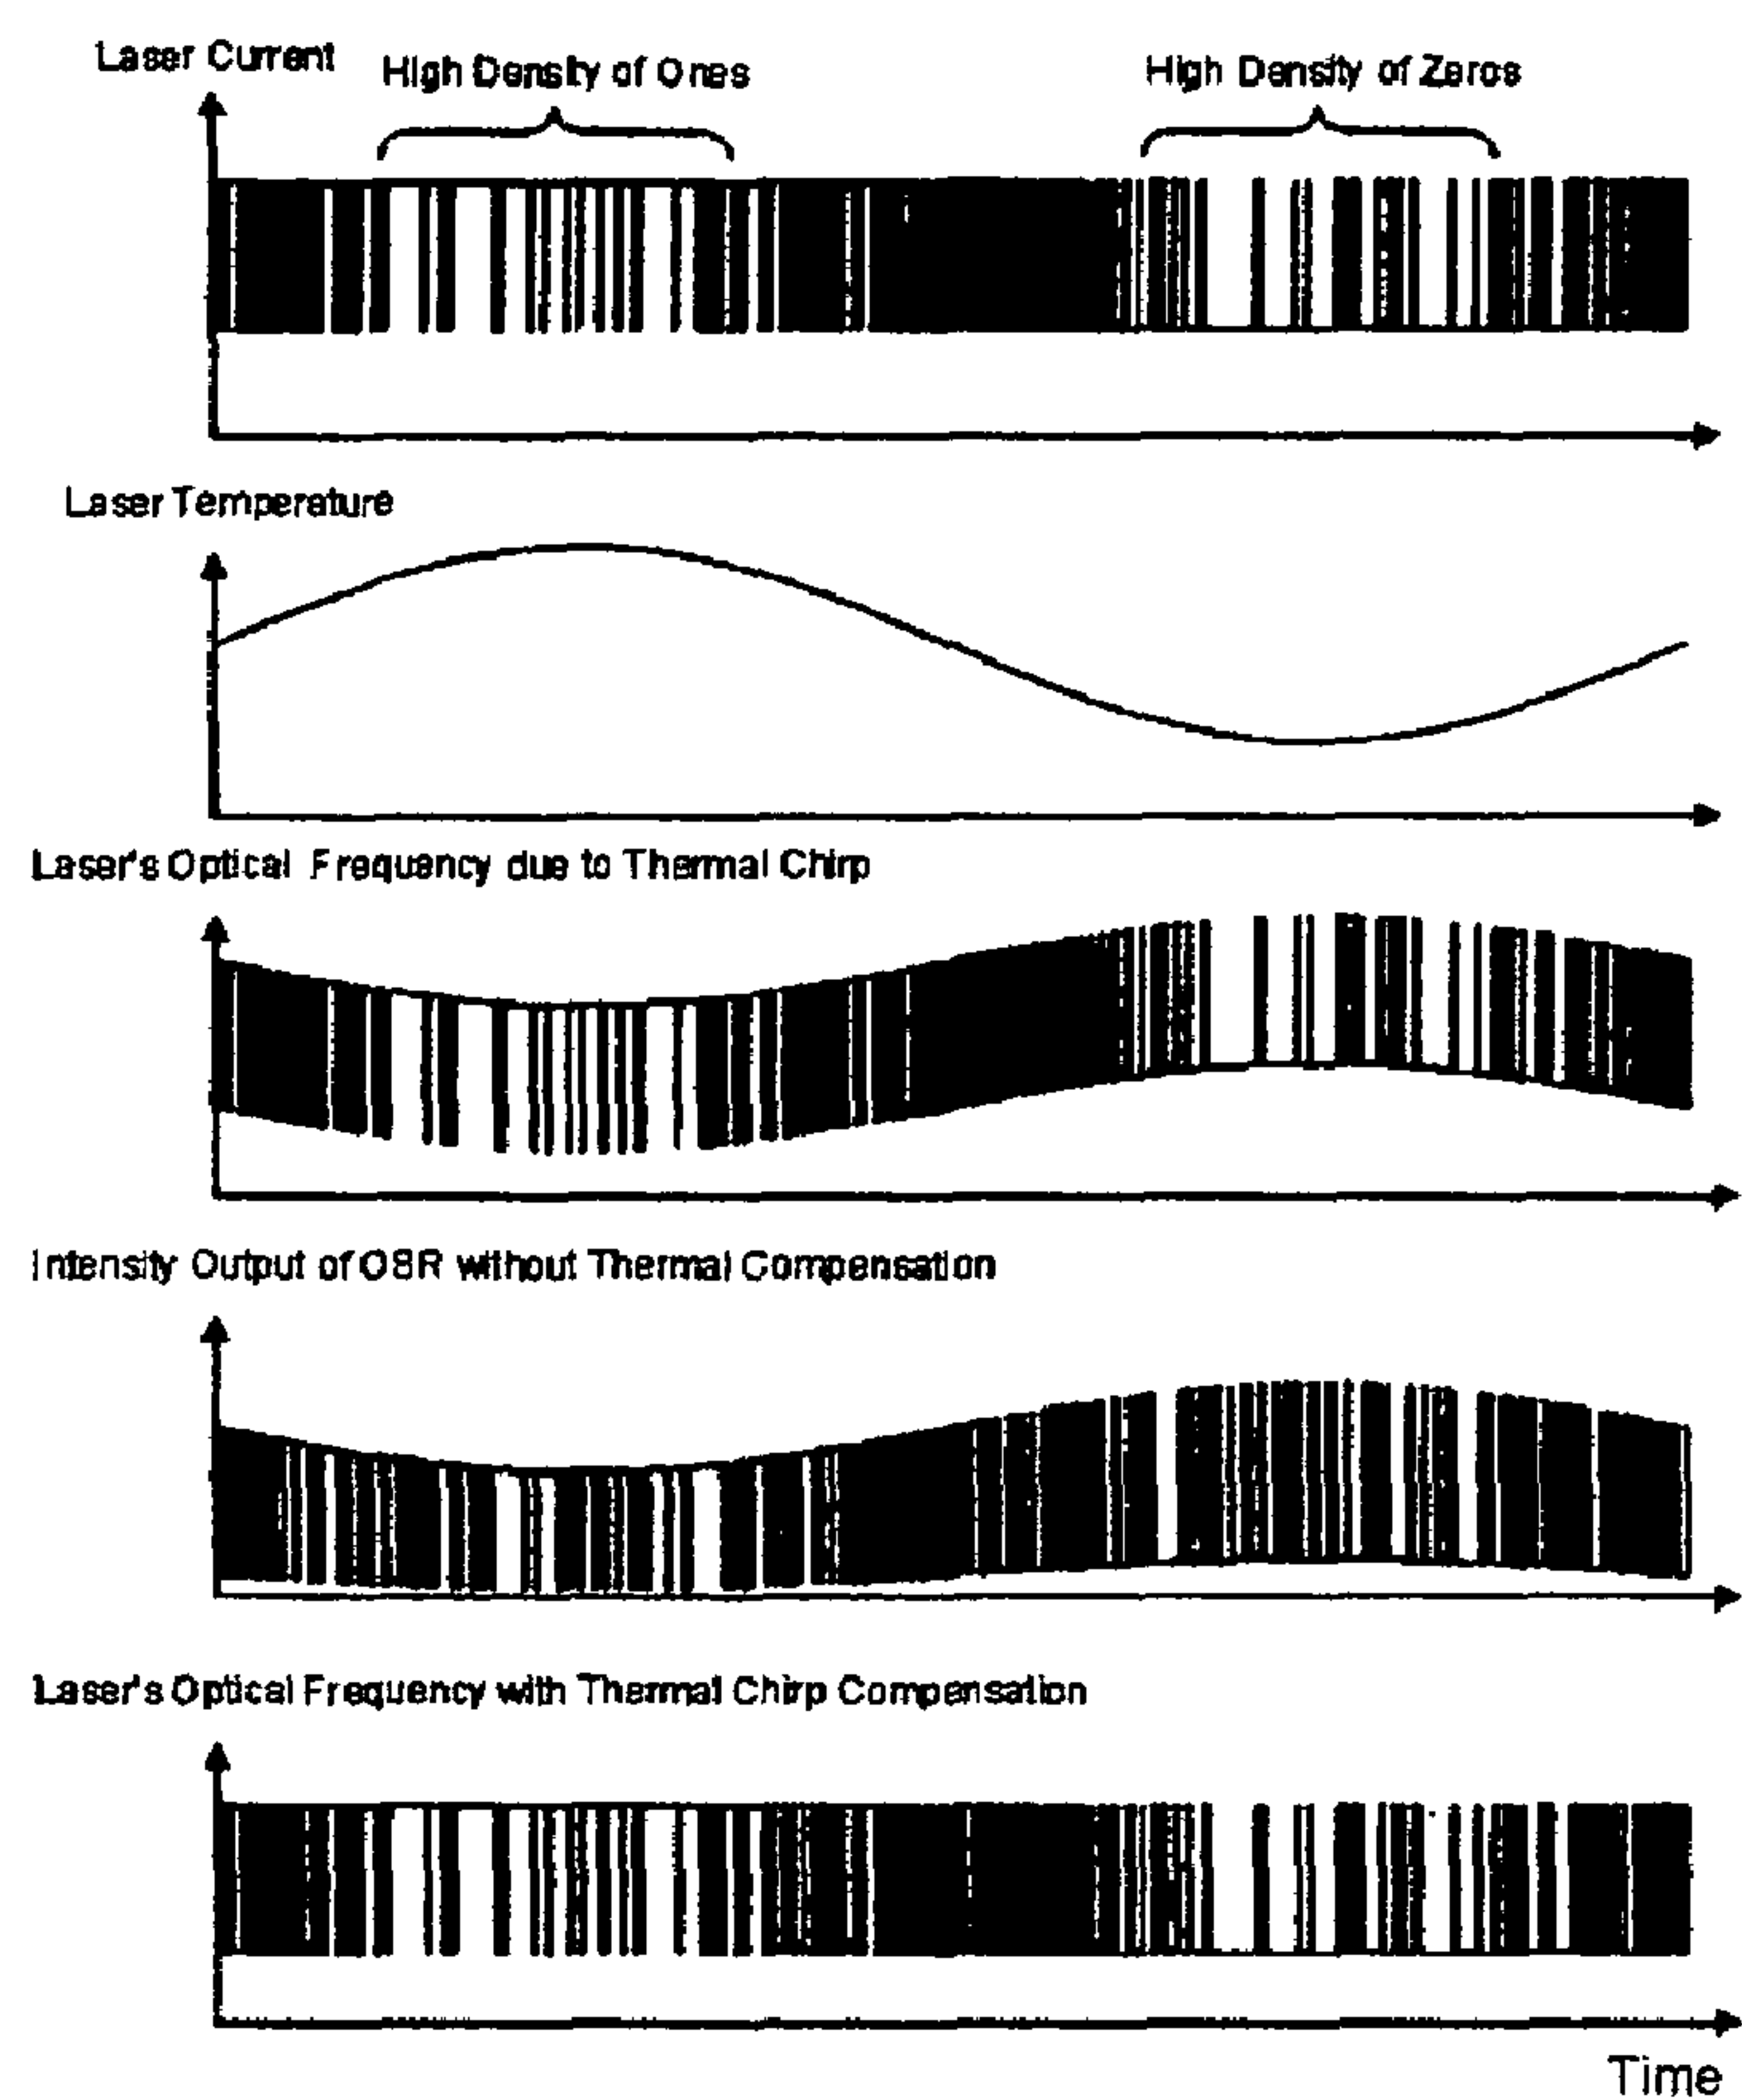 Laser Current
High Density of Ones
High Density of Zeros
Laser Temperature
Laser's Optical Frequency due to Thermal Chirp
Intensity Output of OSR without Thermal Compensation
Laser's Optical Frequency with Thermal Chirp Compensation
Time